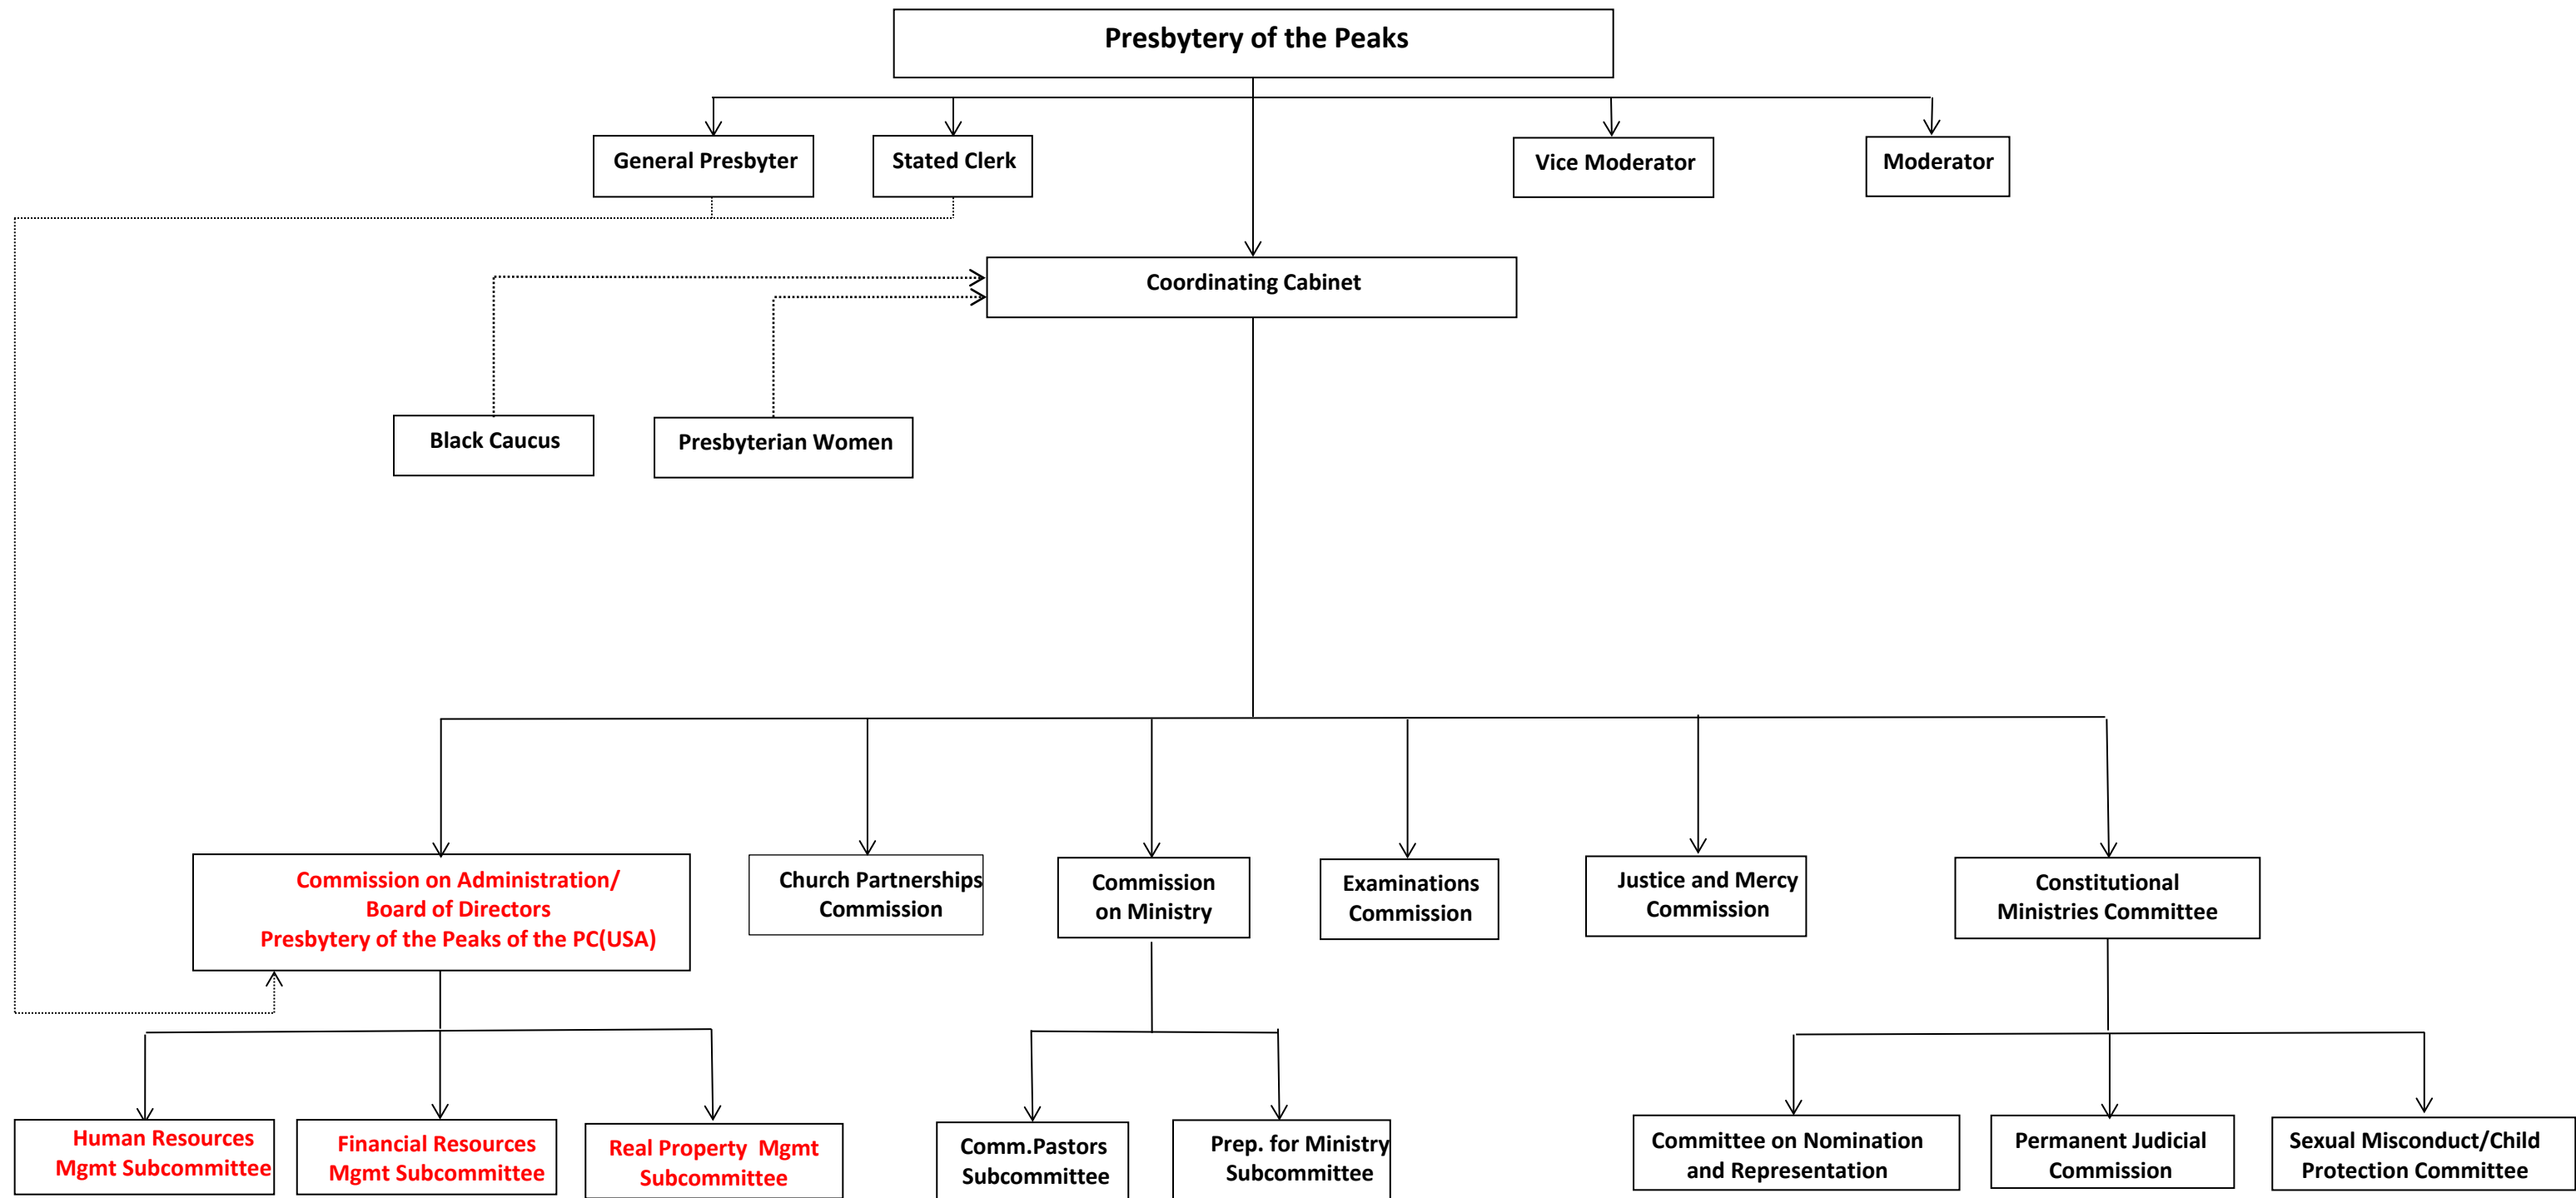 Presbytery of the Peaks
General Presbyter
Stated Clerk
Vice Moderator
Moderator
Coordinating Cabinet
Black Caucus
Presbyterian Women
Commission on Administration/
Board of Directors
Presbytery of the Peaks of the PC(USA)
Church Partnerships
Commission
Commission
on Ministry
Examinations
Commission
Justice and Mercy
Commission
Constitutional
Ministries Committee
Human Resources
Mgmt Subcommittee
Financial Resources
Mgmt Subcommittee
Real Property  Mgmt
Subcommittee
Comm.Pastors
Subcommittee
Prep. for Ministry
Subcommittee
Committee on Nomination
and Representation
Permanent Judicial
Commission
Sexual Misconduct/Child
Protection Committee